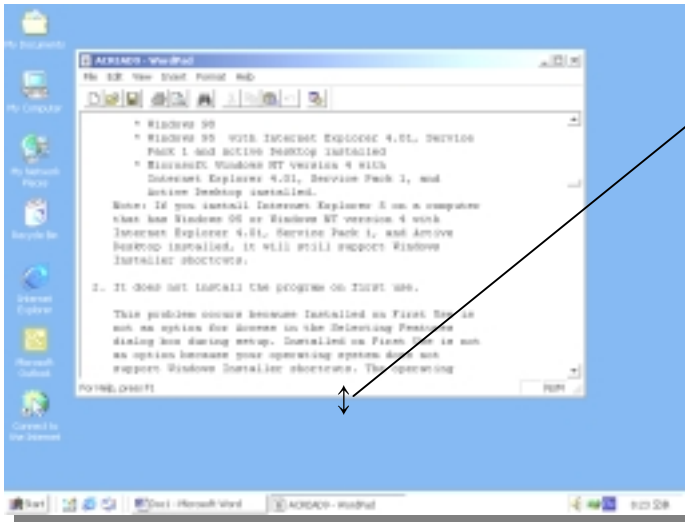 My Documents
My Computer
My Network
Places
Recycle Bin
Internet
Explorer
Microsoft
Outlook
Connect to
the Internet
ACREAD9 - WordPad
File Edit View Insert Format Help
* Windows 98
* Windows 95 with Internet Explorer 4.01, Service
Pack 1 and Active Desktop installed
* Microsoft Windows NT version 4 with
Internet Explorer 4.01, Service Pack 1, and
Active Desktop installed.
Note: If you install Internet Explorer 5 on a computer
that has Windows 95 or Windows NT version 4 with
Internet Explorer 4.01, Service Pack 1, and Active
Desktop installed, it will still support Windows
Installer shortcuts.
2. It does not install the program on first use.
This problem occurs because Installed on First Use is
not an option for Access in the Selecting Features
dialog box during setup. Installed on First Use is not
an option because your operating system does not
support Windows Installer shortcuts. The operating
For Help, press F1
NUM
Start
Doc1 - Microsoft Word
ACREAD9 - WordPad